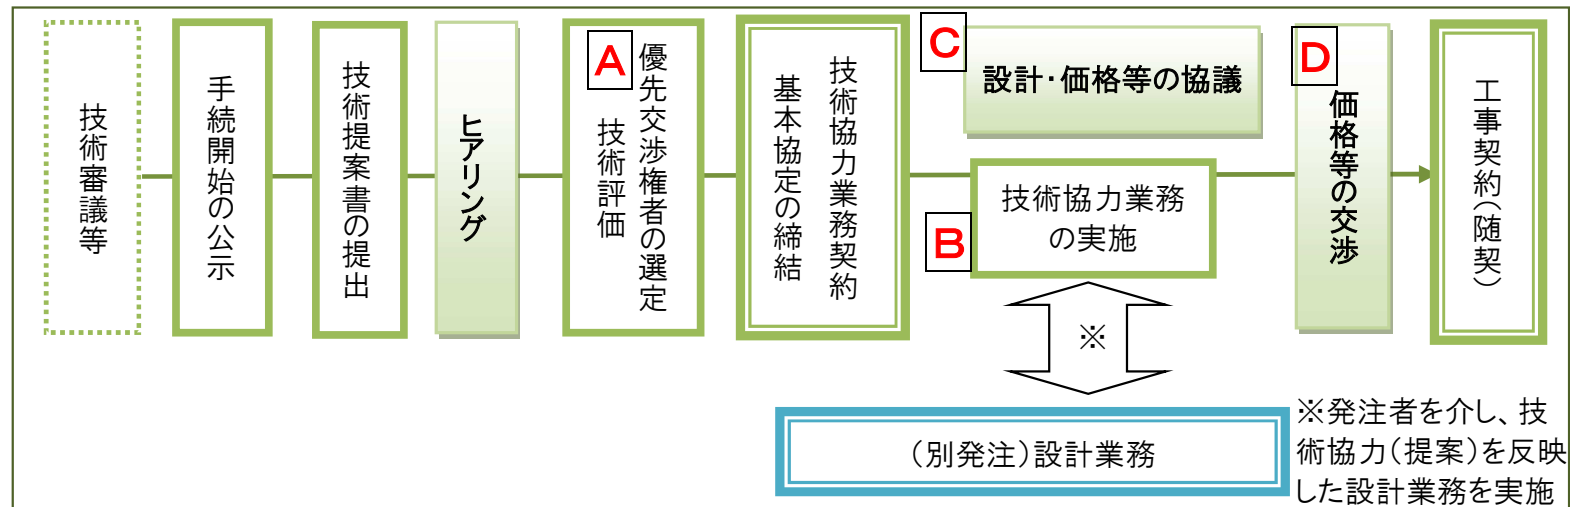 技術審議等
手続開始の公示
技術提案書の提出
ヒアリング
A
優先交渉権者の選定
技術評価
技術協力業務契約
基本協定の締結
C
設計・価格等の協議
B
技術協力業務
の実施
D
価格等の交渉
工事契約(随契)
※
(別発注)設計業務
※発注者を介し、技
術協力(提案)を反映
した設計業務を実施